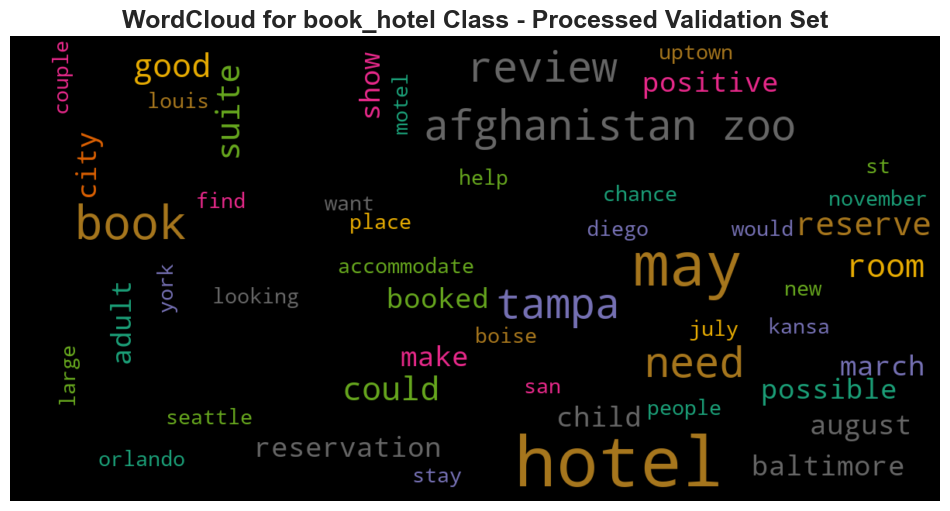 WordCloud for book_hotel Class - Processed Validation Set
couple
good
louis
suite
show
motel
review
uptown
positive
afghanistan zoo
city
book
find
help
want
place
chance
st
november
diego
would
reserve
accommodate
may
room
york
looking
adult
booked
tampa
new
boise
july
kansa
make
need
march
large
could
san
possible
seattle
child
people
august
reservation
hotel
orlando
stay
baltimore